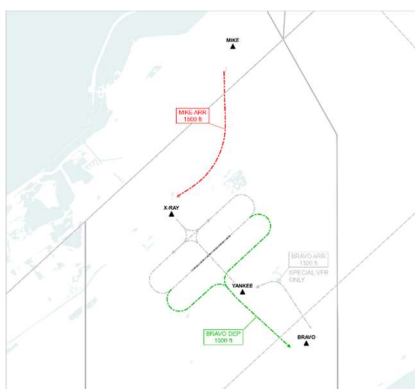 MIKE
MIKE ARR
1500 ft
X-RAY
BRAVO ARR
1500 ft
SPECIAL VFR
ONLY
YANKEE
BRAVO DEP
1500 ft
BRAVO